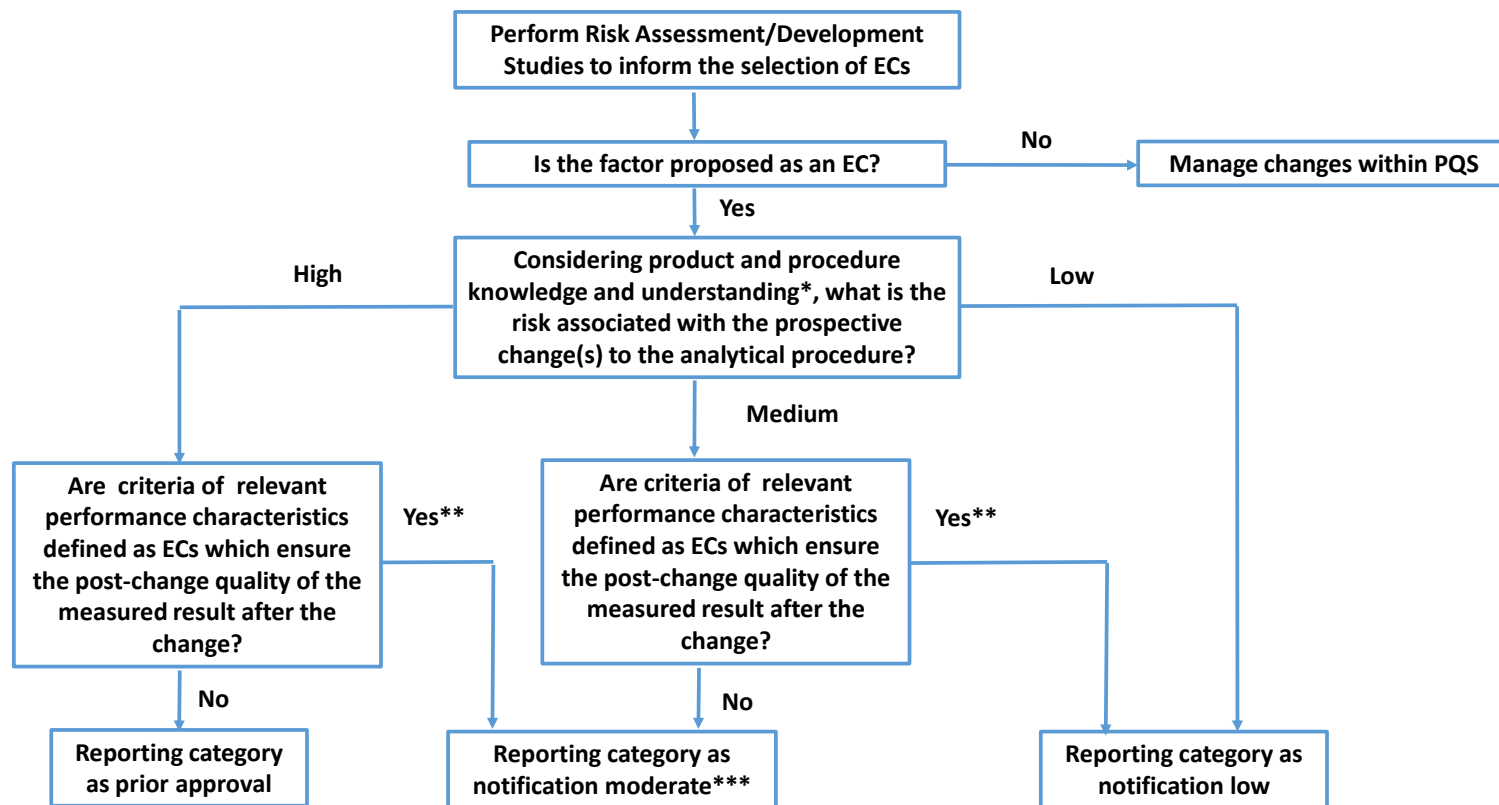 Perform Risk Assessment/Development
Studies to inform the selection of ECs
Is the factor proposed as an EC?
No
Manage changes within PQS
Yes
High
Considering product and procedure
knowledge and understanding*, what is the
risk associated with the prospective
change(s) to the analytical procedure?
Low
Medium
Are criteria of relevant
performance characteristics
defined as ECs which ensure
the post-change quality of the
measured result after the
change?
Yes**
Are criteria of relevant
performance characteristics
defined as ECs which ensure
the post-change quality of the
measured result after the
change?
Yes**
No
No
Reporting category
as prior approval
Reporting category as
notification moderate***
Reporting category as
notification low